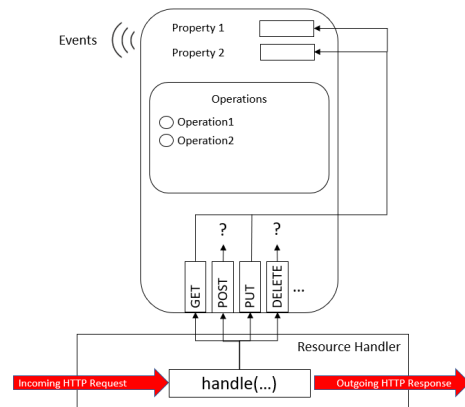 Property 1
Events
Property 2
Operations
Operation1
Operation2
? ?
GET POST PUT DELETE ...
Resource Handler
Incoming HTTP Request handle(...) Outgoing HTTP Response